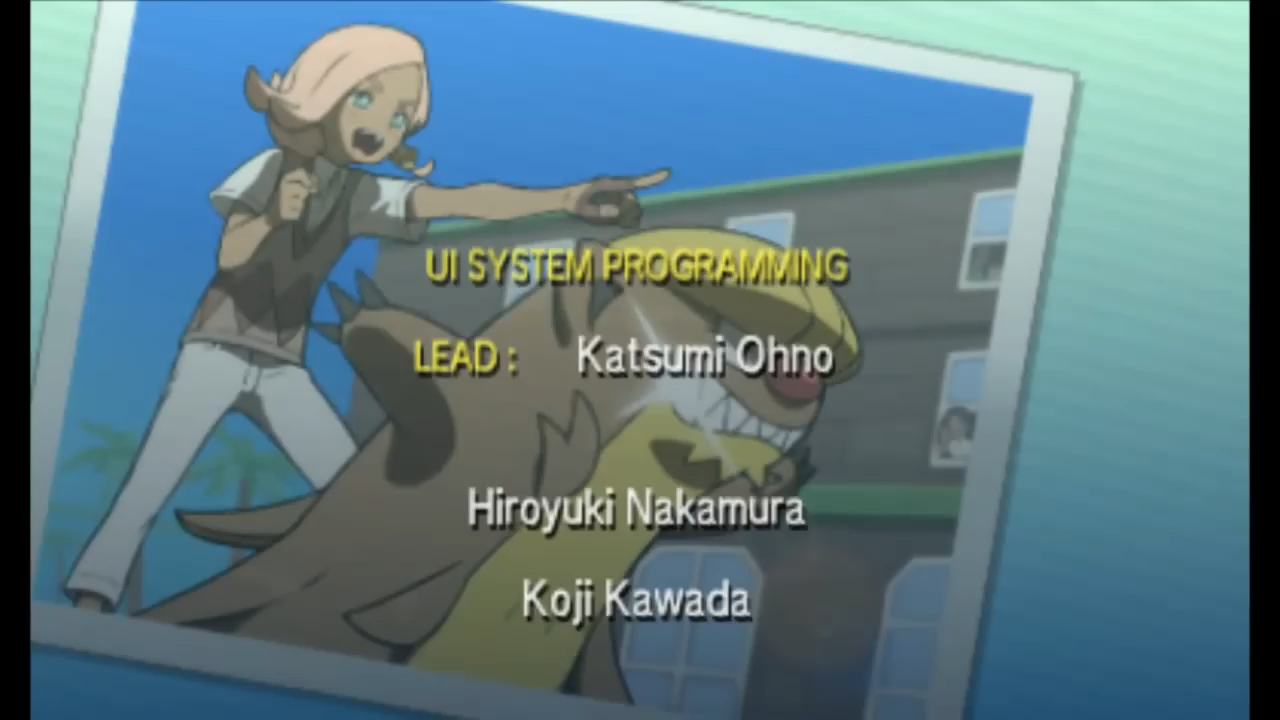 UI SYSTEM PROGRAMMING
LEAD : Katsumi Ohno
Hiroyuki Nakamura
Koji Kawada